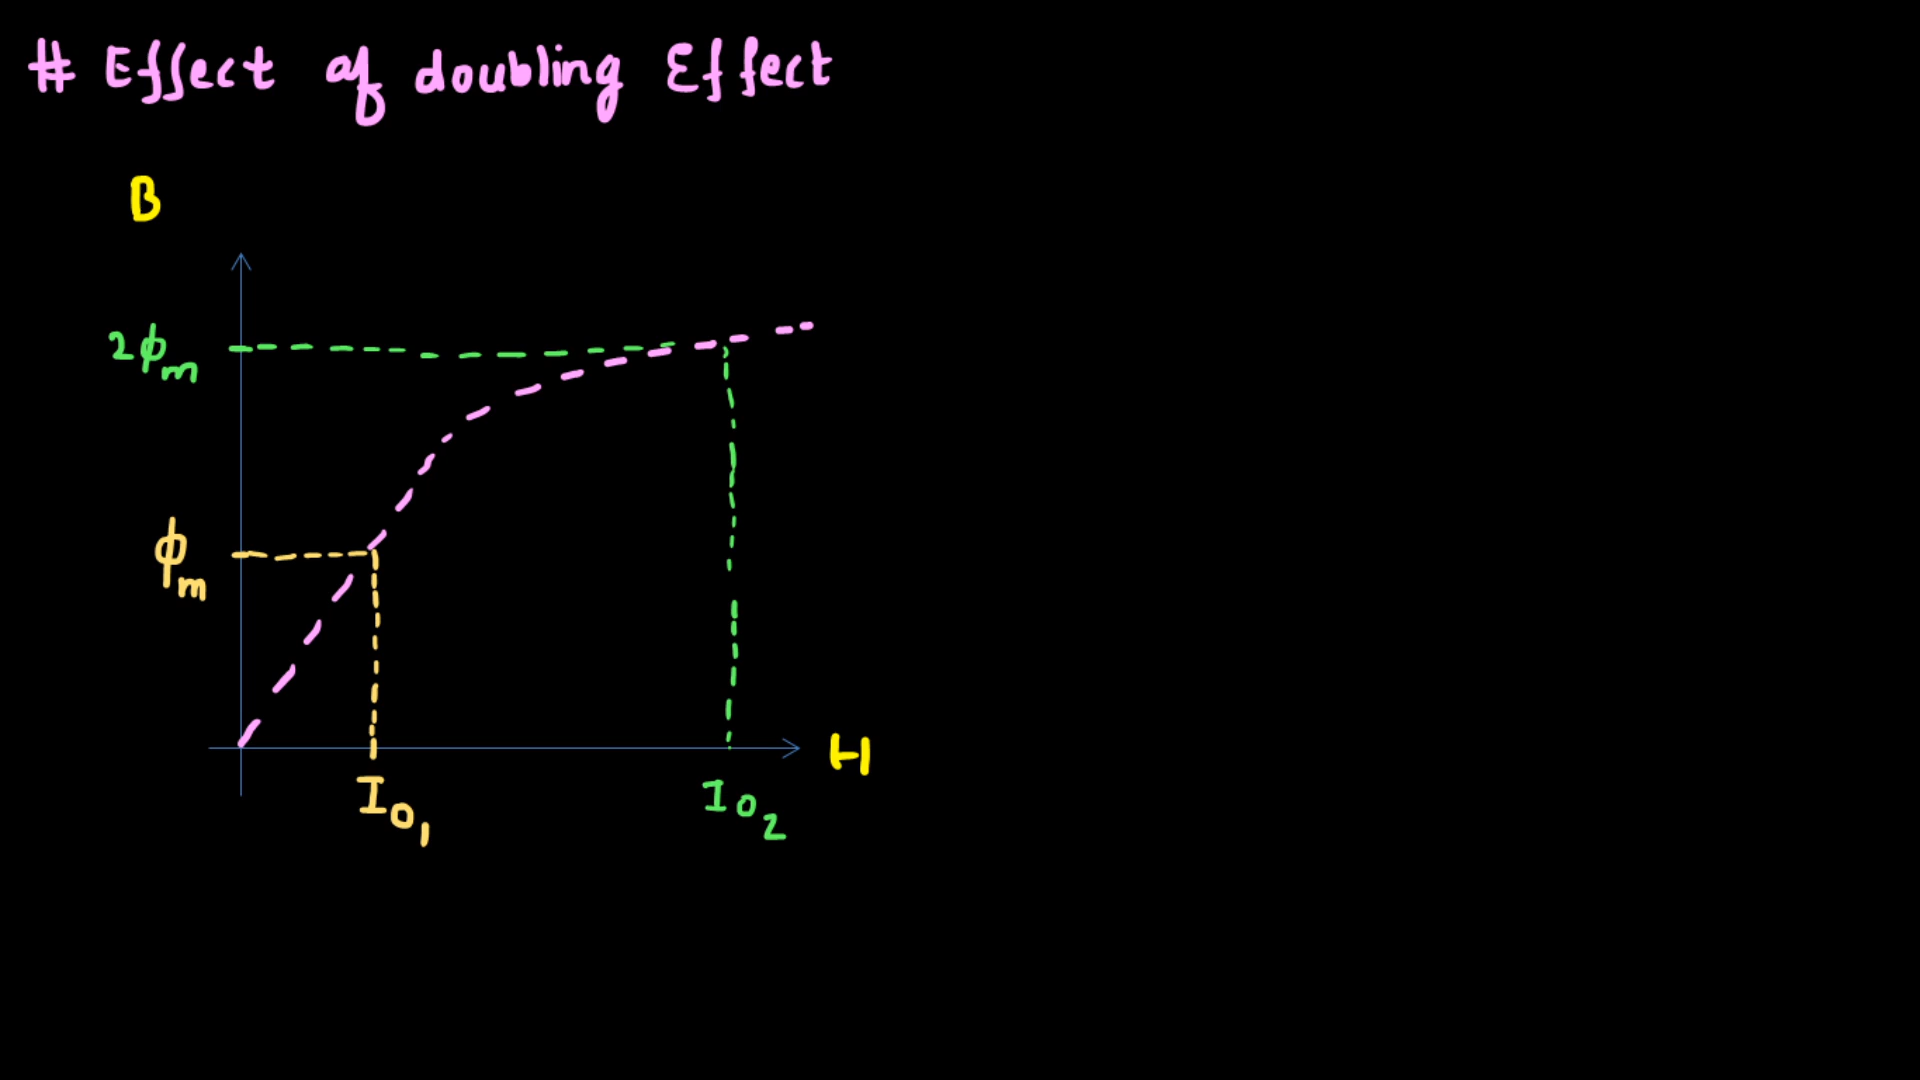 # Effect of doubling Effect
B
2ϕm
ϕm
H
Io1
Io2